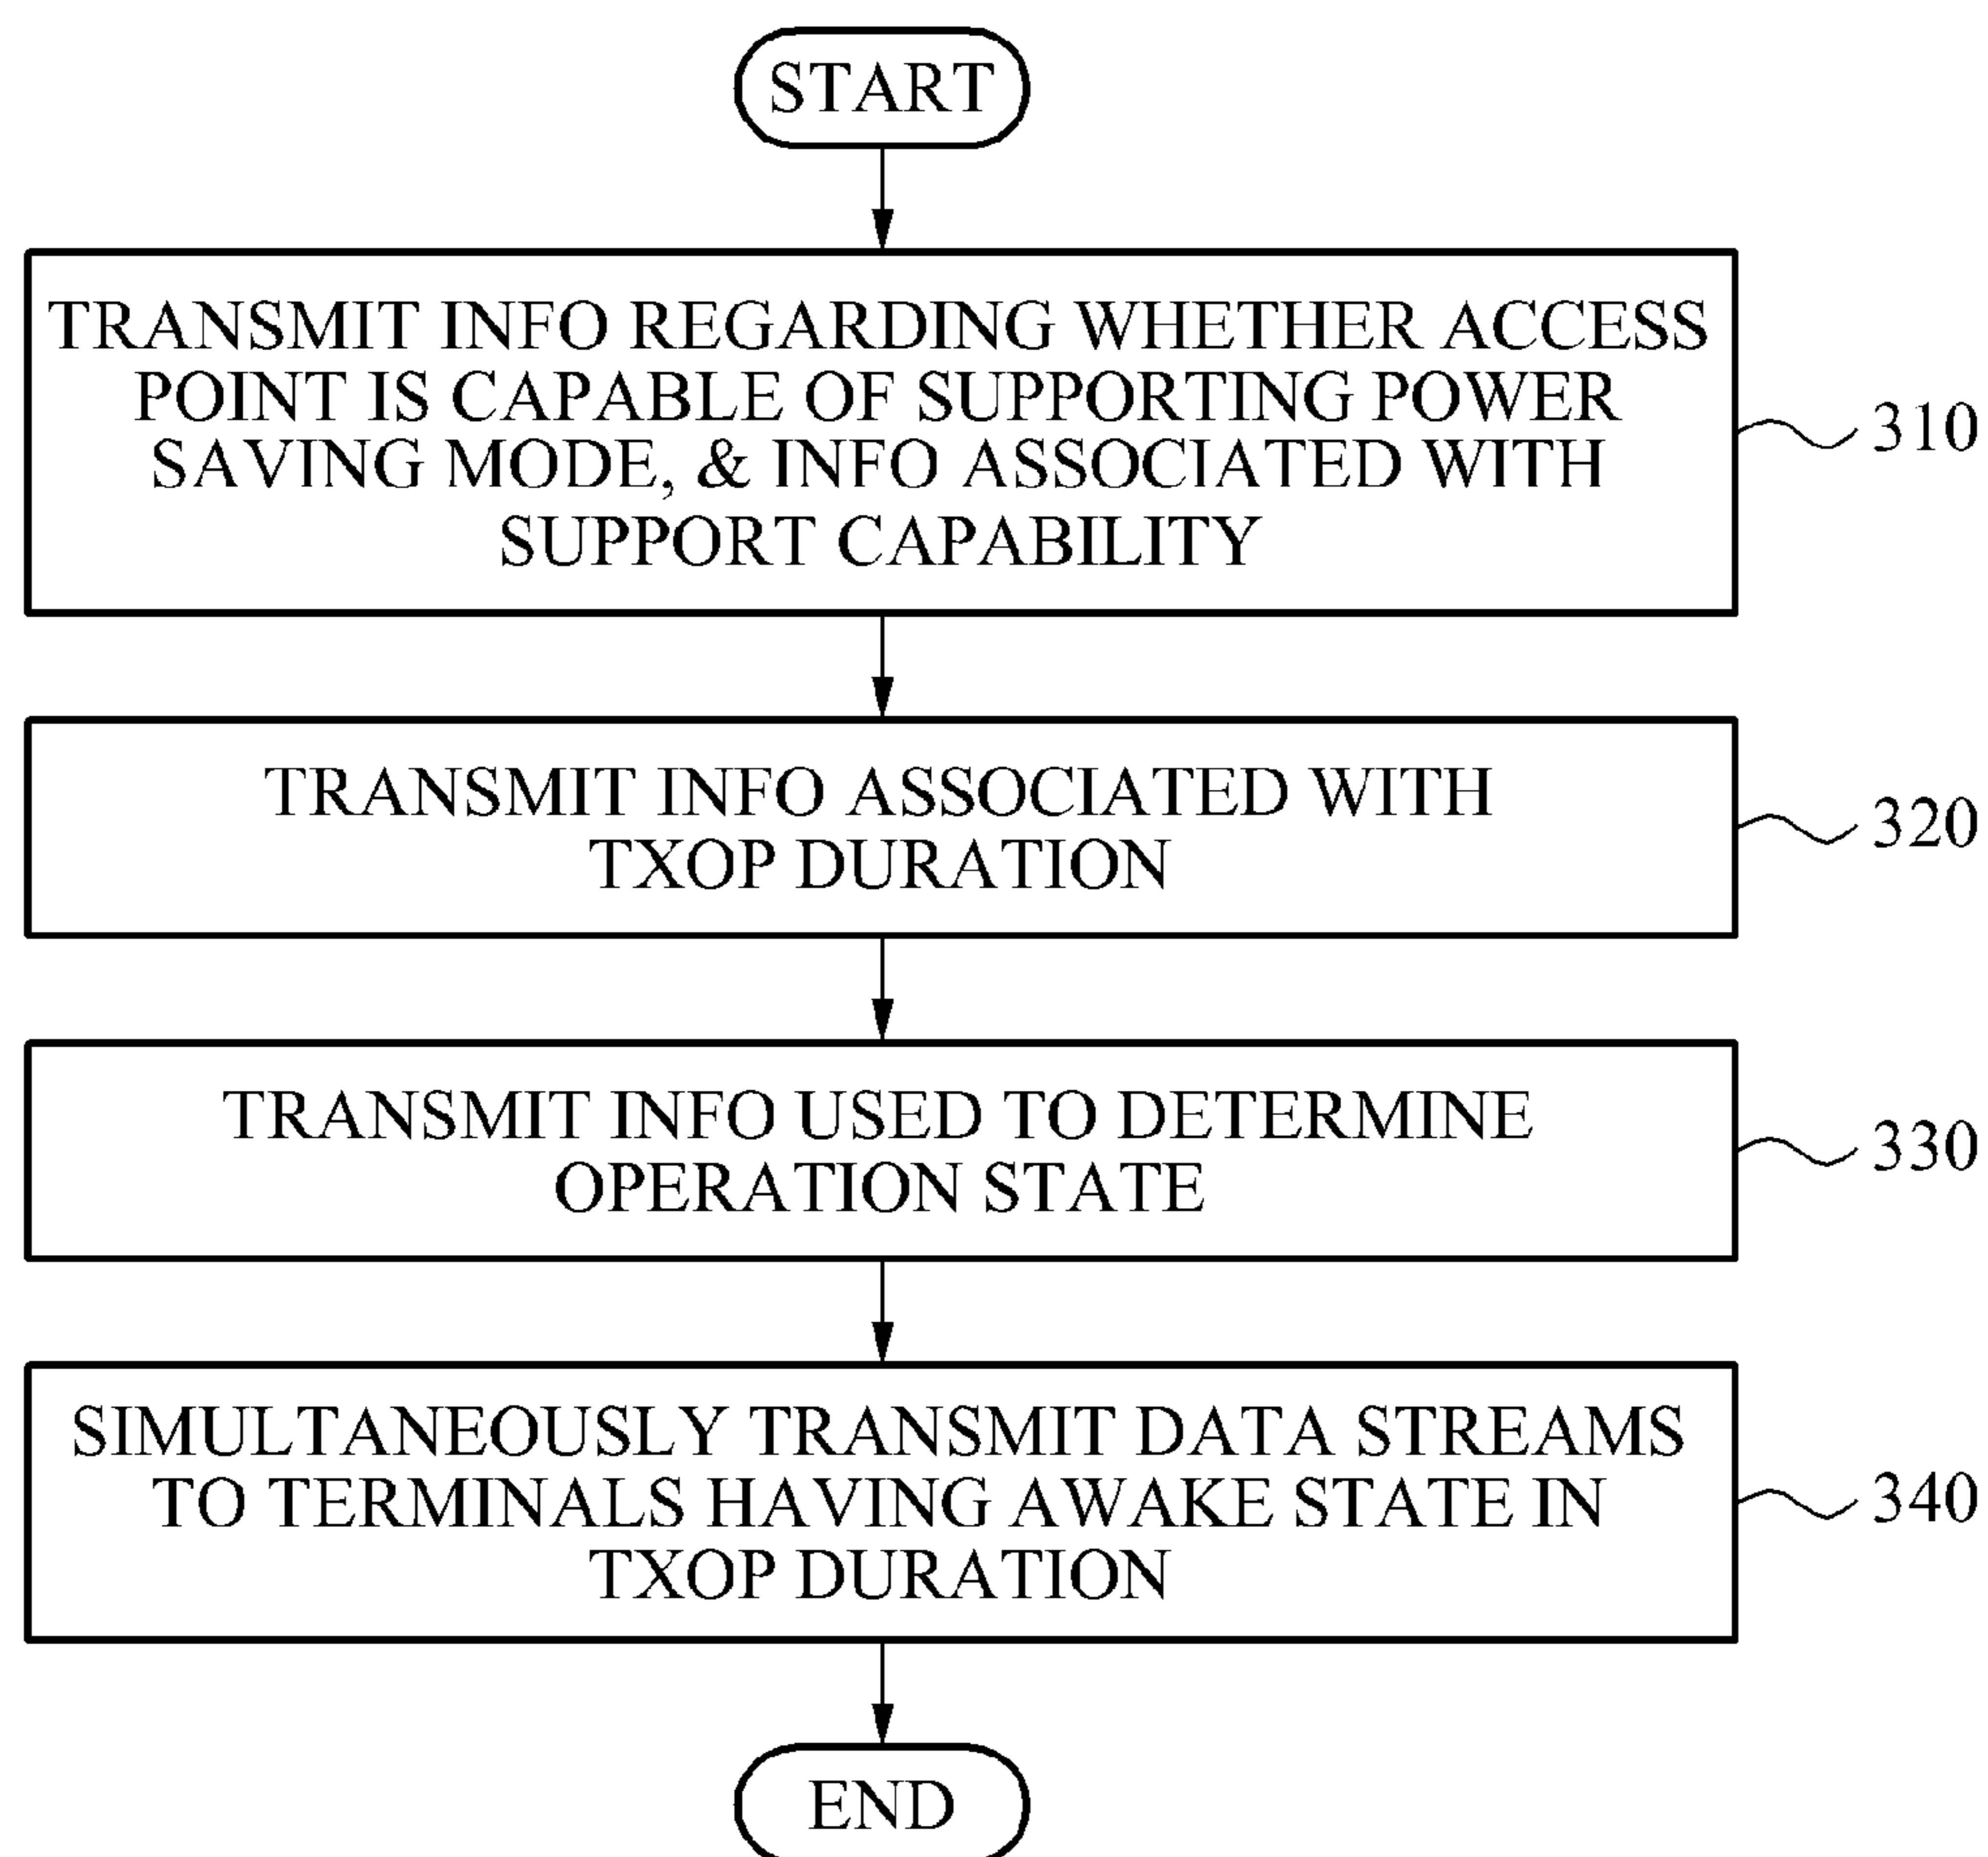 START
TRANSMIT INFO REGARDING WHETHER ACCESS
POINT IS CAPABLE OF SUPPORTING POWER
SAVING MODE, & INFO ASSOCIATED WITH
SUPPORT CAPABILITY
310
TRANSMIT INFO ASSOCIATED WITH
TXOP DURATION
320
TRANSMIT INFO USED TO DETERMINE
OPERATION STATE
330
SIMULTANEOUSLY TRANSMIT DATA STREAMS
TO TERMINALS HAVING AWAKE STATE IN
TXOP DURATION
340
END